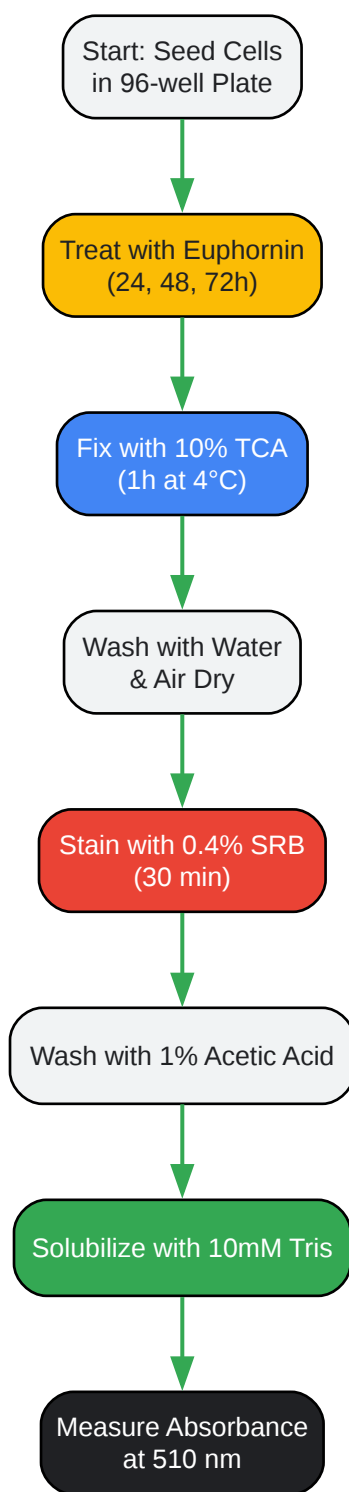 Start: Seed Cells
in 96-well Plate
Treat with Euphornin
(24, 48, 72h)
Fix with 10% TCA
(1h at 4°C)
Wash with Water
& Air Dry
Stain with 0.4% SRB
(30 min)
Wash with 1% Acetic Acid
Solubilize with 10mM Tris
Measure Absorbance
at 510 nm